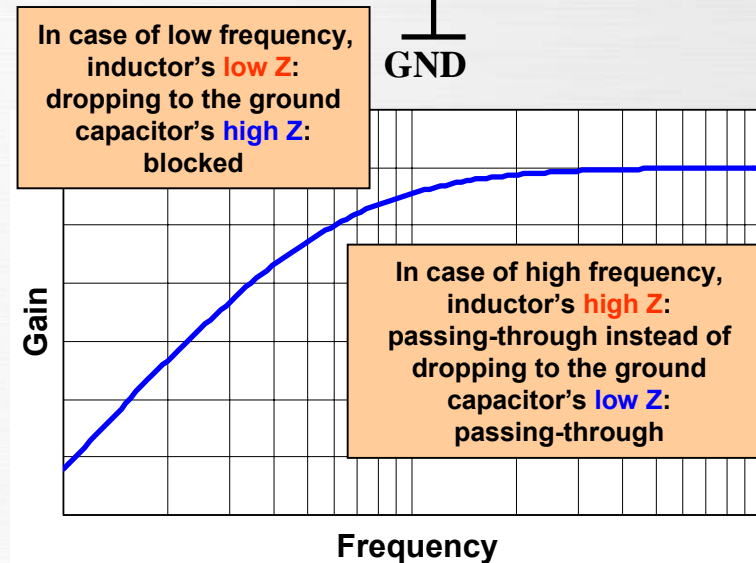 GND
In case of low frequency,
inductor's low Z:
dropping to the ground
capacitor's high Z:
blocked
In case of high frequency,
inductor's high Z:
passing-through instead of
dropping to the ground
capacitor's low Z:
passing-through
Gain
Frequency